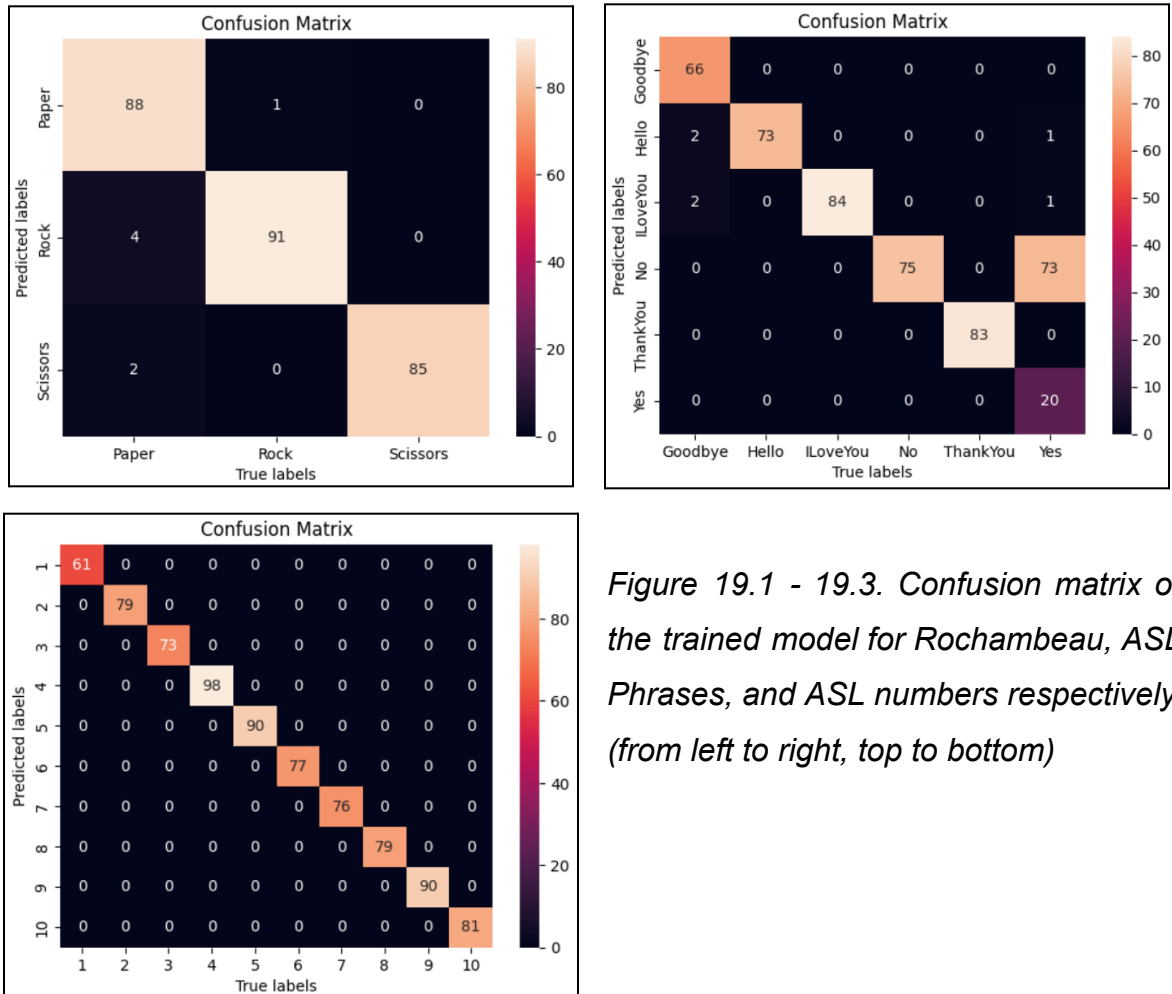 Confusion Matrix
Paper 88 1 0
Rock 4 91 0
Scissors 2 0 85
Predicted labels
Paper Rock Scissors
True labels
80
60
40
20
0
Confusion Matrix
Goodbye 66 0 0 0 0 0
Hello 2 73 0 0 0 1
ILoveYou 2 0 84 0 0 1
No 0 0 0 75 0 73
ThankYou 0 0 0 0 83 0
Yes 0 0 0 0 0 20
Predicted labels
Goodbye Hello ILoveYou No ThankYou Yes
True labels
80
70
60
50
40
30
20
10
0
Confusion Matrix
1 61 0 0 0 0 0 0 0 0 0
2 0 79 0 0 0 0 0 0 0 0
3 0 0 73 0 0 0 0 0 0 0
4 0 0 0 98 0 0 0 0 0 0
5 0 0 0 0 90 0 0 0 0 0
6 0 0 0 0 0 77 0 0 0 0
7 0 0 0 0 0 0 76 0 0 0
8 0 0 0 0 0 0 0 79 0 0
9 0 0 0 0 0 0 0 0 90 0
10 0 0 0 0 0 0 0 0 0 81
Predicted labels
1 2 3 4 5 6 7 8 9 10
True labels
80
60
40
20
0
Figure 19.1 - 19.3. Confusion matrix o
the trained model for Rochambeau, ASL
Phrases, and ASL numbers respectively
(from left to right, top to bottom)